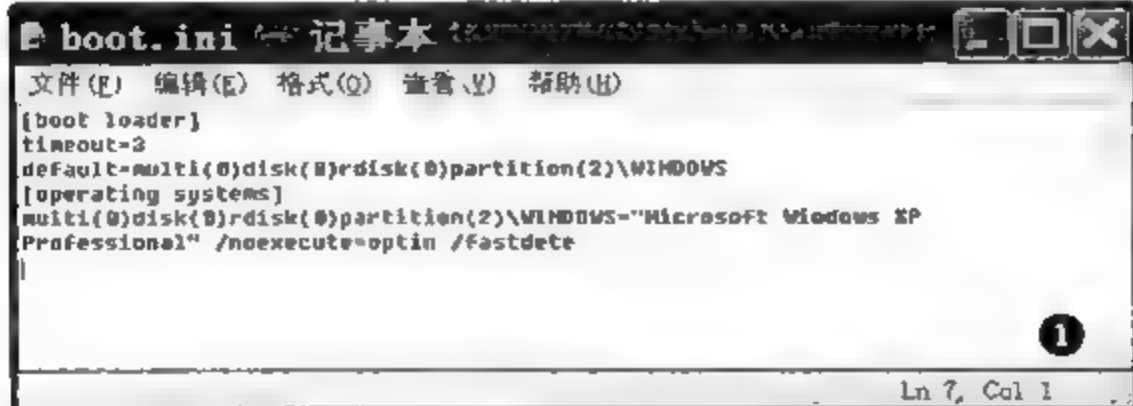 boot.ini - 记事本
文件(F) 编辑(E) 格式(O) 查看(V) 帮助(H)
[boot loader]
timeout=3
default=multi(0)disk(0)rdisk(0)partition(2)\WINDOWS
[operating systems]
multi(0)disk(0)rdisk(0)partition(2)\WINDOWS="Microsoft Windows XP
Professional" /noexecute=optin /fastdete
1
Ln 7, Col 1